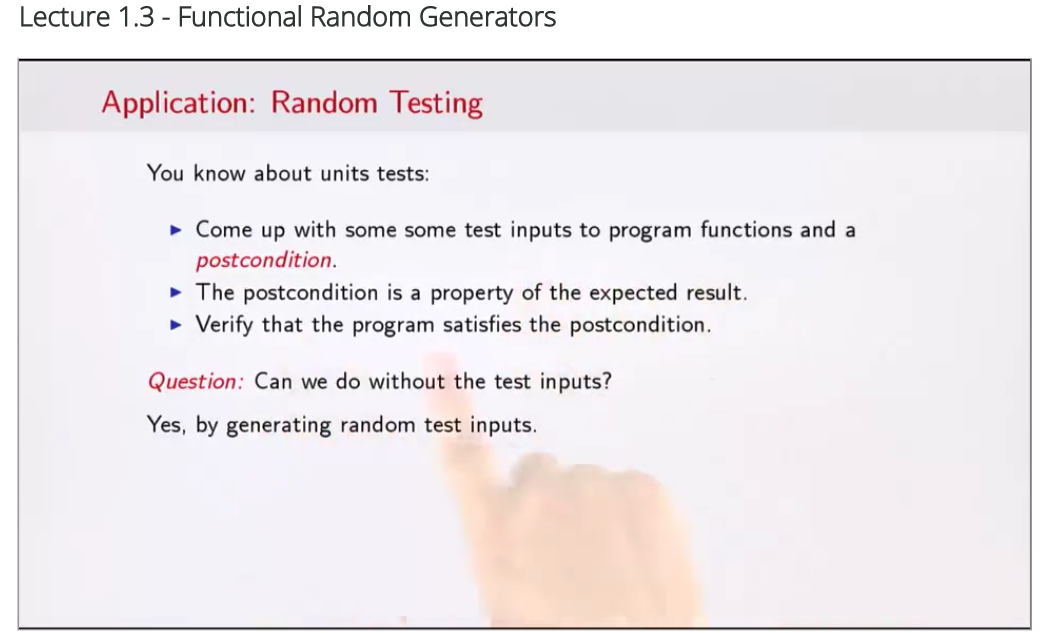 Lecture 1.3 - Functional Random Generators
Application: Random Testing
You know about units tests:
► Come up with some some test inputs to program functions and a
postcondition.
► The postcondition is a property of the expected result.
► Verify that the program satisfies the postcondition.
Question: Can we do without the test inputs?
Yes, by generating random test inputs.